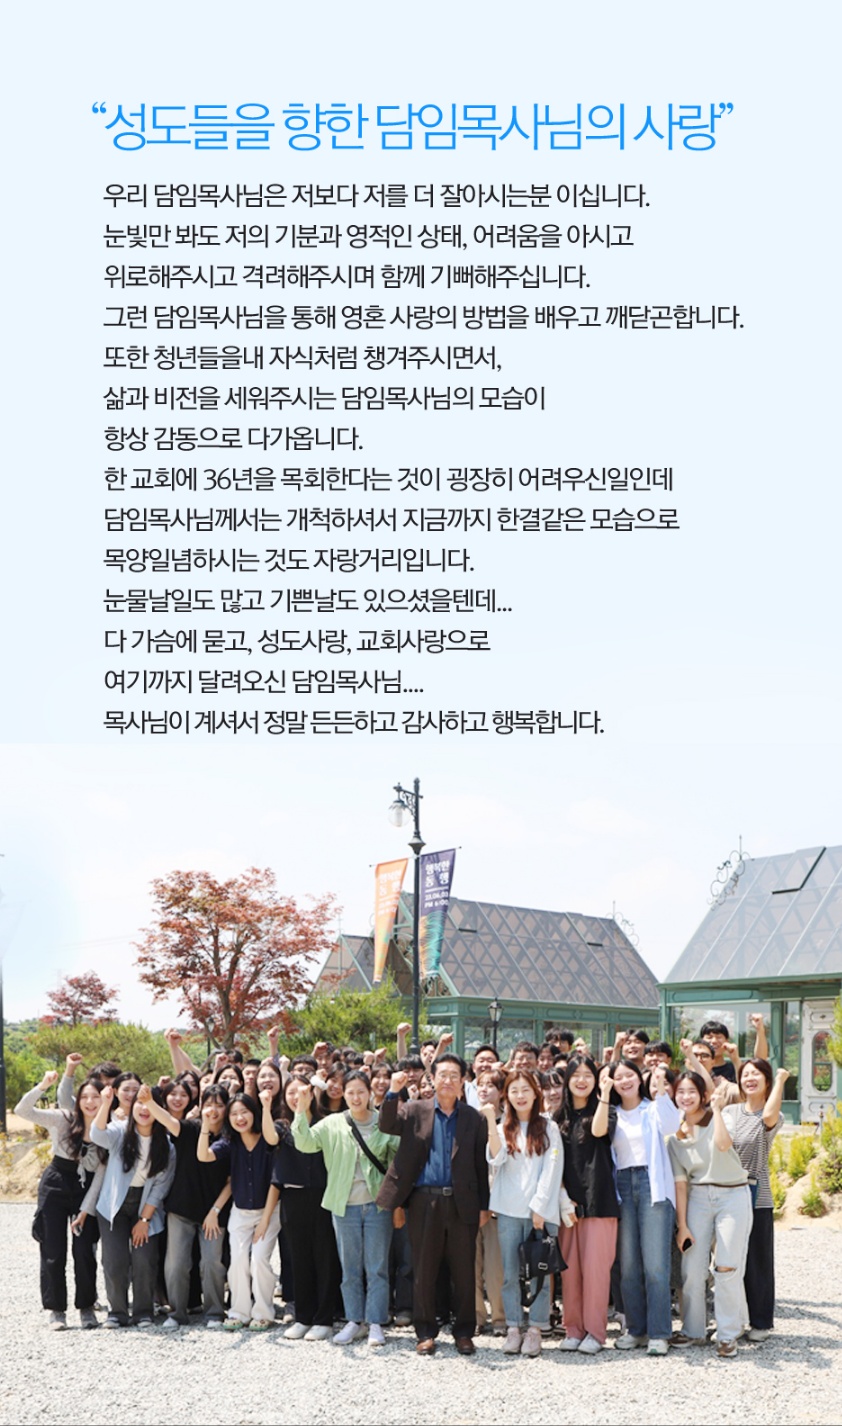 “성도들을 향한 담임목사님의 사랑”
우리 담임목사님은 저보다 저를 더 잘아시는분 이십니다.
눈빛만 봐도 저의 기분과 영적인 상태, 어려움을 아시고
위로해주시고 격려해주시며 함께 기뻐해주십니다.
그런 담임목사님을 통해 영혼 사랑의 방법을 배우고 깨닫곤합니다.
또한 청년들을내 자식처럼 챙겨주시면서,
삶과 비전을 세워주시는 담임목사님의 모습이
항상 감동으로 다가옵니다.
한 교회에 36년을 목회한다는 것이 굉장히 어려우신일인데
담임목사님께서는 개척하셔서 지금까지 한결같은 모습으로
목양일념하시는 것도 자랑거리입니다.
눈물날일도 많고 기쁜날도 있으셨을텐데...
다 가슴에 묻고, 성도사랑, 교회사랑으로
여기까지 달려오신 담임목사님....
목사님이 계셔서 정말 든든하고 감사하고 행복합니다.
행복한
동행
행복한
동행